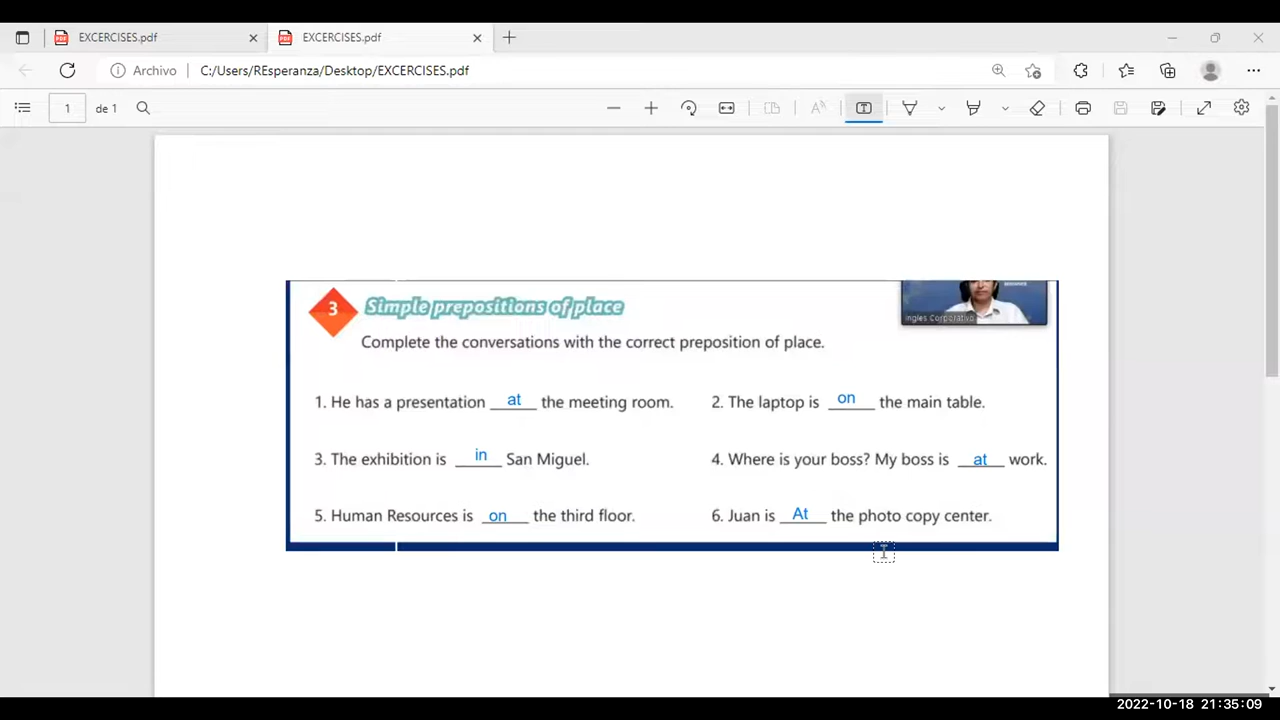 EXCERCISES.pdf
EXCERCISES.pdf
Archivo
C:/Users/REsperanza/Desktop/EXCERCISES.pdf
1 de 1
3
Simple prepositions of place
Ingles Corporativo
Complete the conversations with the correct preposition of place.
1. He has a presentation at the meeting room.
2. The laptop is on the main table.
3. The exhibition is in San Miguel.
4. Where is your boss? My boss is at work.
5. Human Resources is on the third floor.
6. Juan is At the photo copy center.
2022-10-18 21:35:09